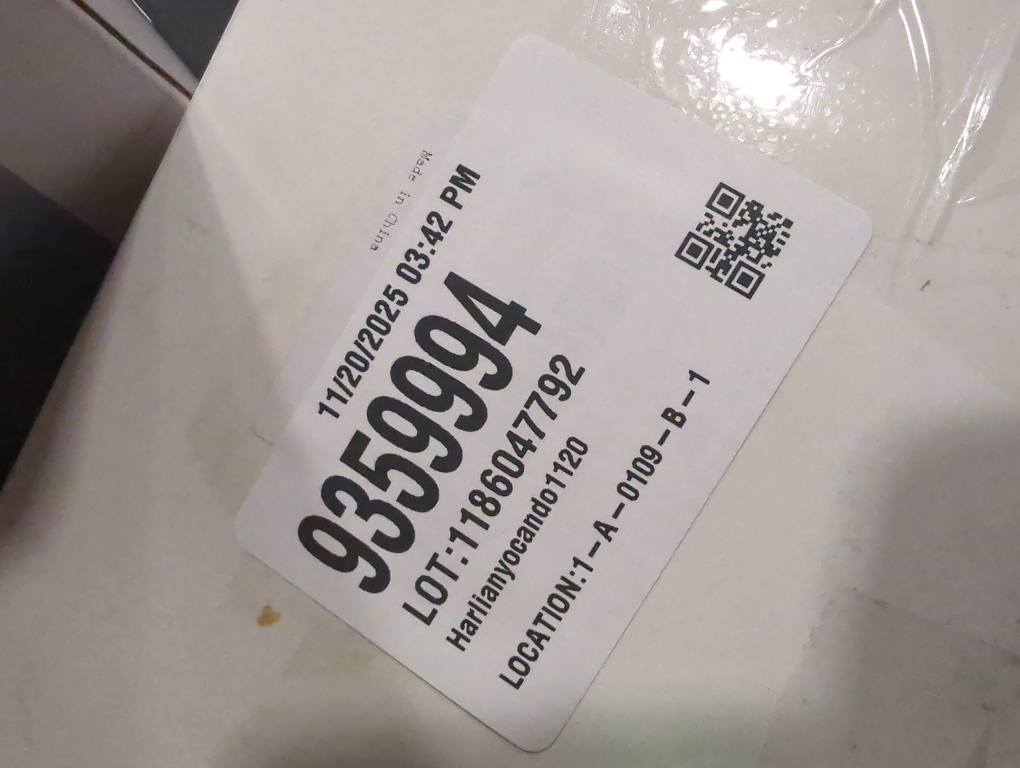 Made in China
11/20/2025 03:42 PM
9359994
LOT:1186047792
Harlianyocando1120
LOCATION:1-A-0109-B-1